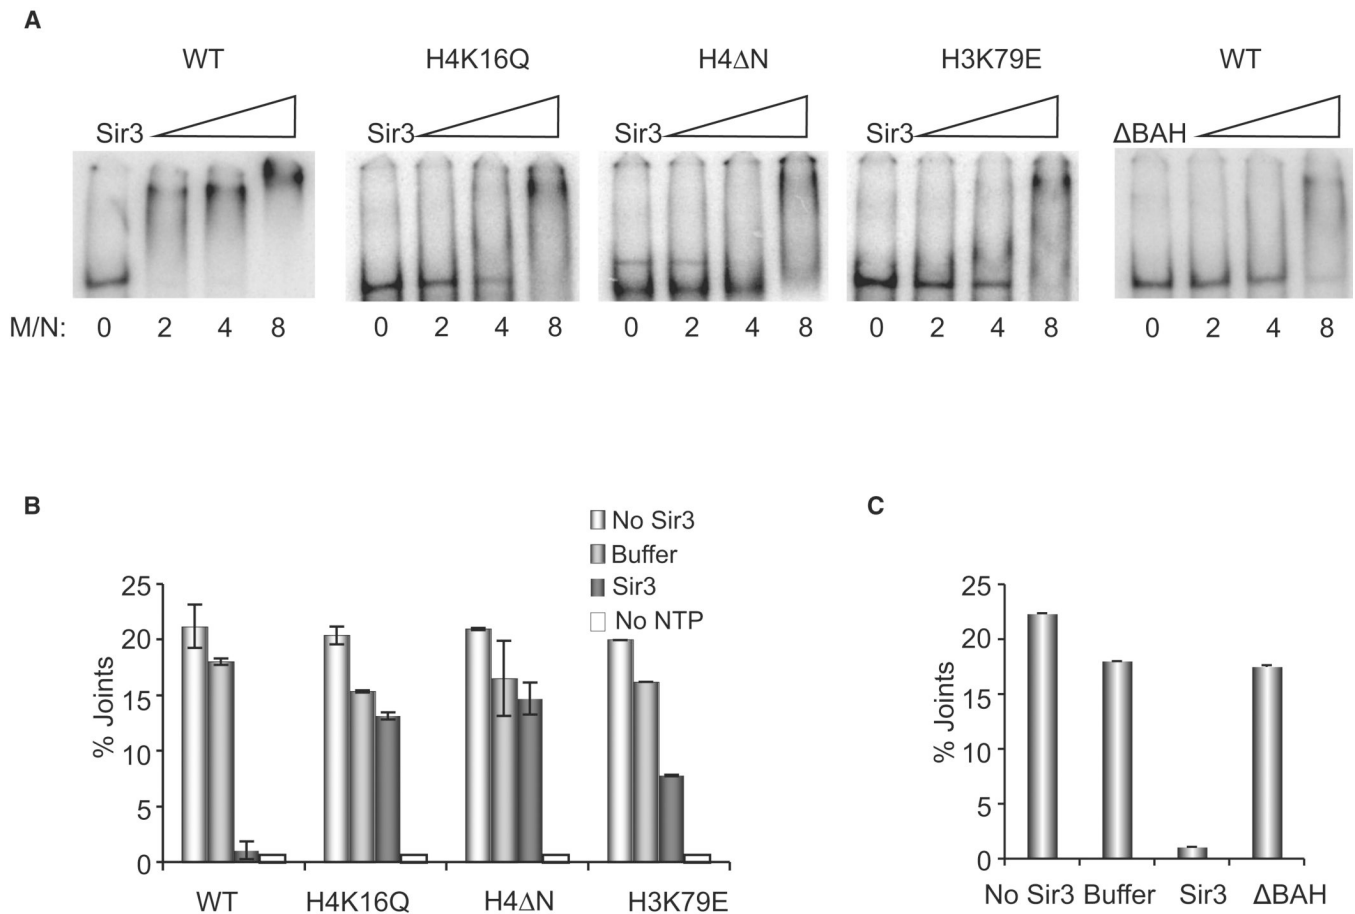 A
WT H4K16Q H4ΔN H3K79E WT
Sir3 Sir3 Sir3 Sir3 ΔBAH
M/N: 0 2 4 8 0 2 4 8 0 2 4 8 0 2 4 8 0 2 4 8
B
No Sir3
Buffer
Sir3
No NTP
% Joints
25
20
15
10
5
0
WT H4K16Q H4ΔN H3K79E
C
% Joints
25
20
15
10
5
0
No Sir3 Buffer Sir3 ΔBAH